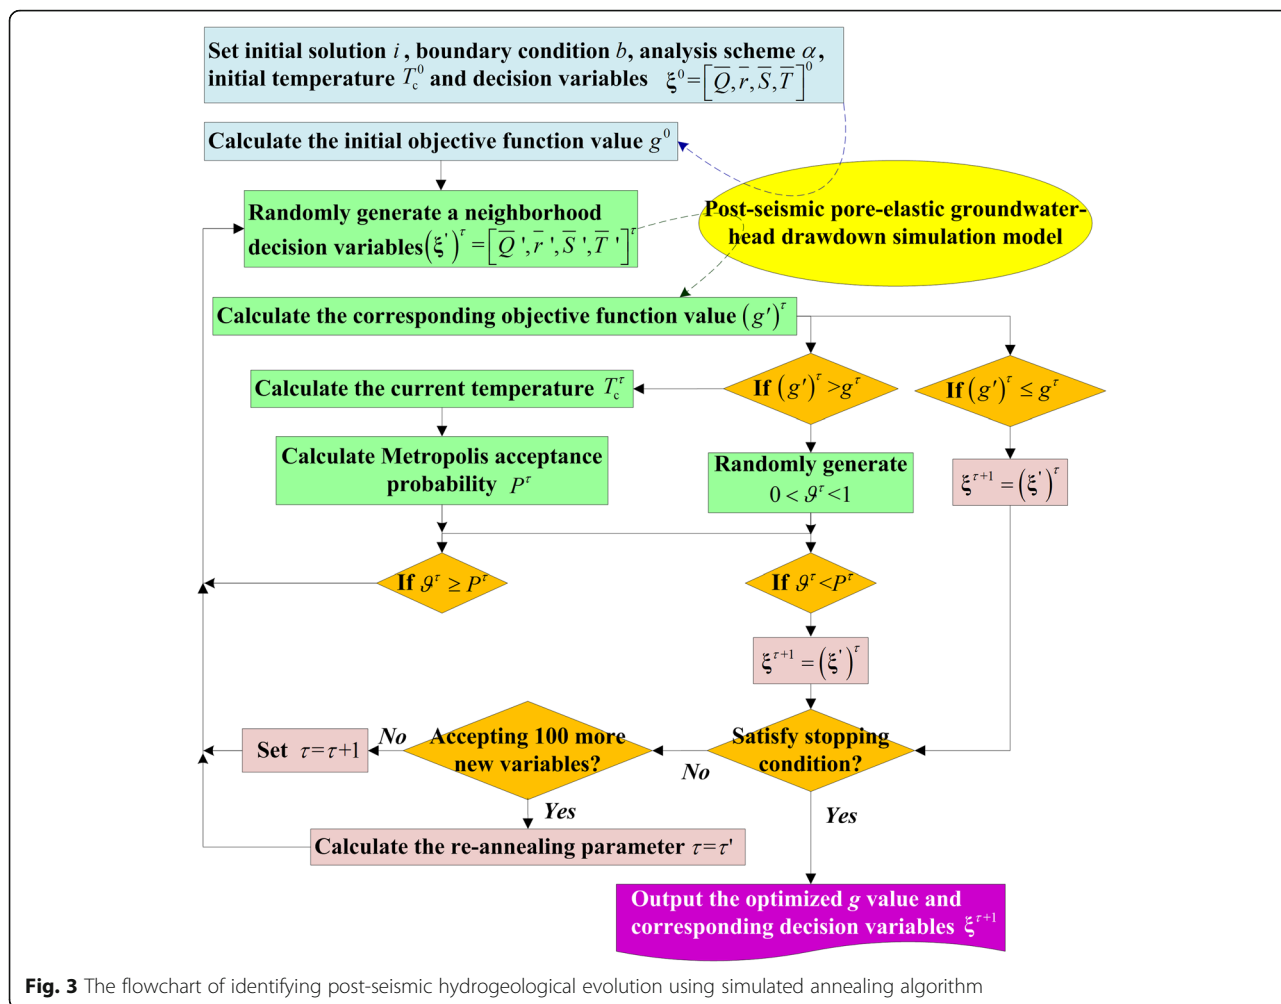 Set initial solution i, boundary condition b, analysis scheme α,
initial temperature T_c^0 and decision variables ξ^0=[Q̅,r̅,S̅,T̅]^0
Calculate the initial objective function value g^0
Randomly generate a neighborhood
decision variables(ξ')^τ=[Q̅',r̅',S̅',T̅']^τ
Post-seismic pore-elastic groundwater-
head drawdown simulation model
Calculate the corresponding objective function value (g')^τ
Calculate the current temperature T_c^τ
If (g')^τ>g^τ
If (g')^τ ≤ g^τ
Calculate Metropolis acceptance
probability P^τ
Randomly generate
0 < ϑ^τ <1
ξ^{τ+1} = (ξ')^τ
If ϑ^τ ≥ P^τ
If ϑ^τ<P^τ
ξ^{τ+1} = (ξ')^τ
Set τ=τ+1
No
Accepting 100 more
new variables?
No
Satisfy stopping
condition?
Yes
Yes
Calculate the re-annealing parameter τ=τ'
Output the optimized g value and
corresponding decision variables ξ^{τ+1}
Fig. 3 The flowchart of identifying post-seismic hydrogeological evolution using simulated annealing algorithm